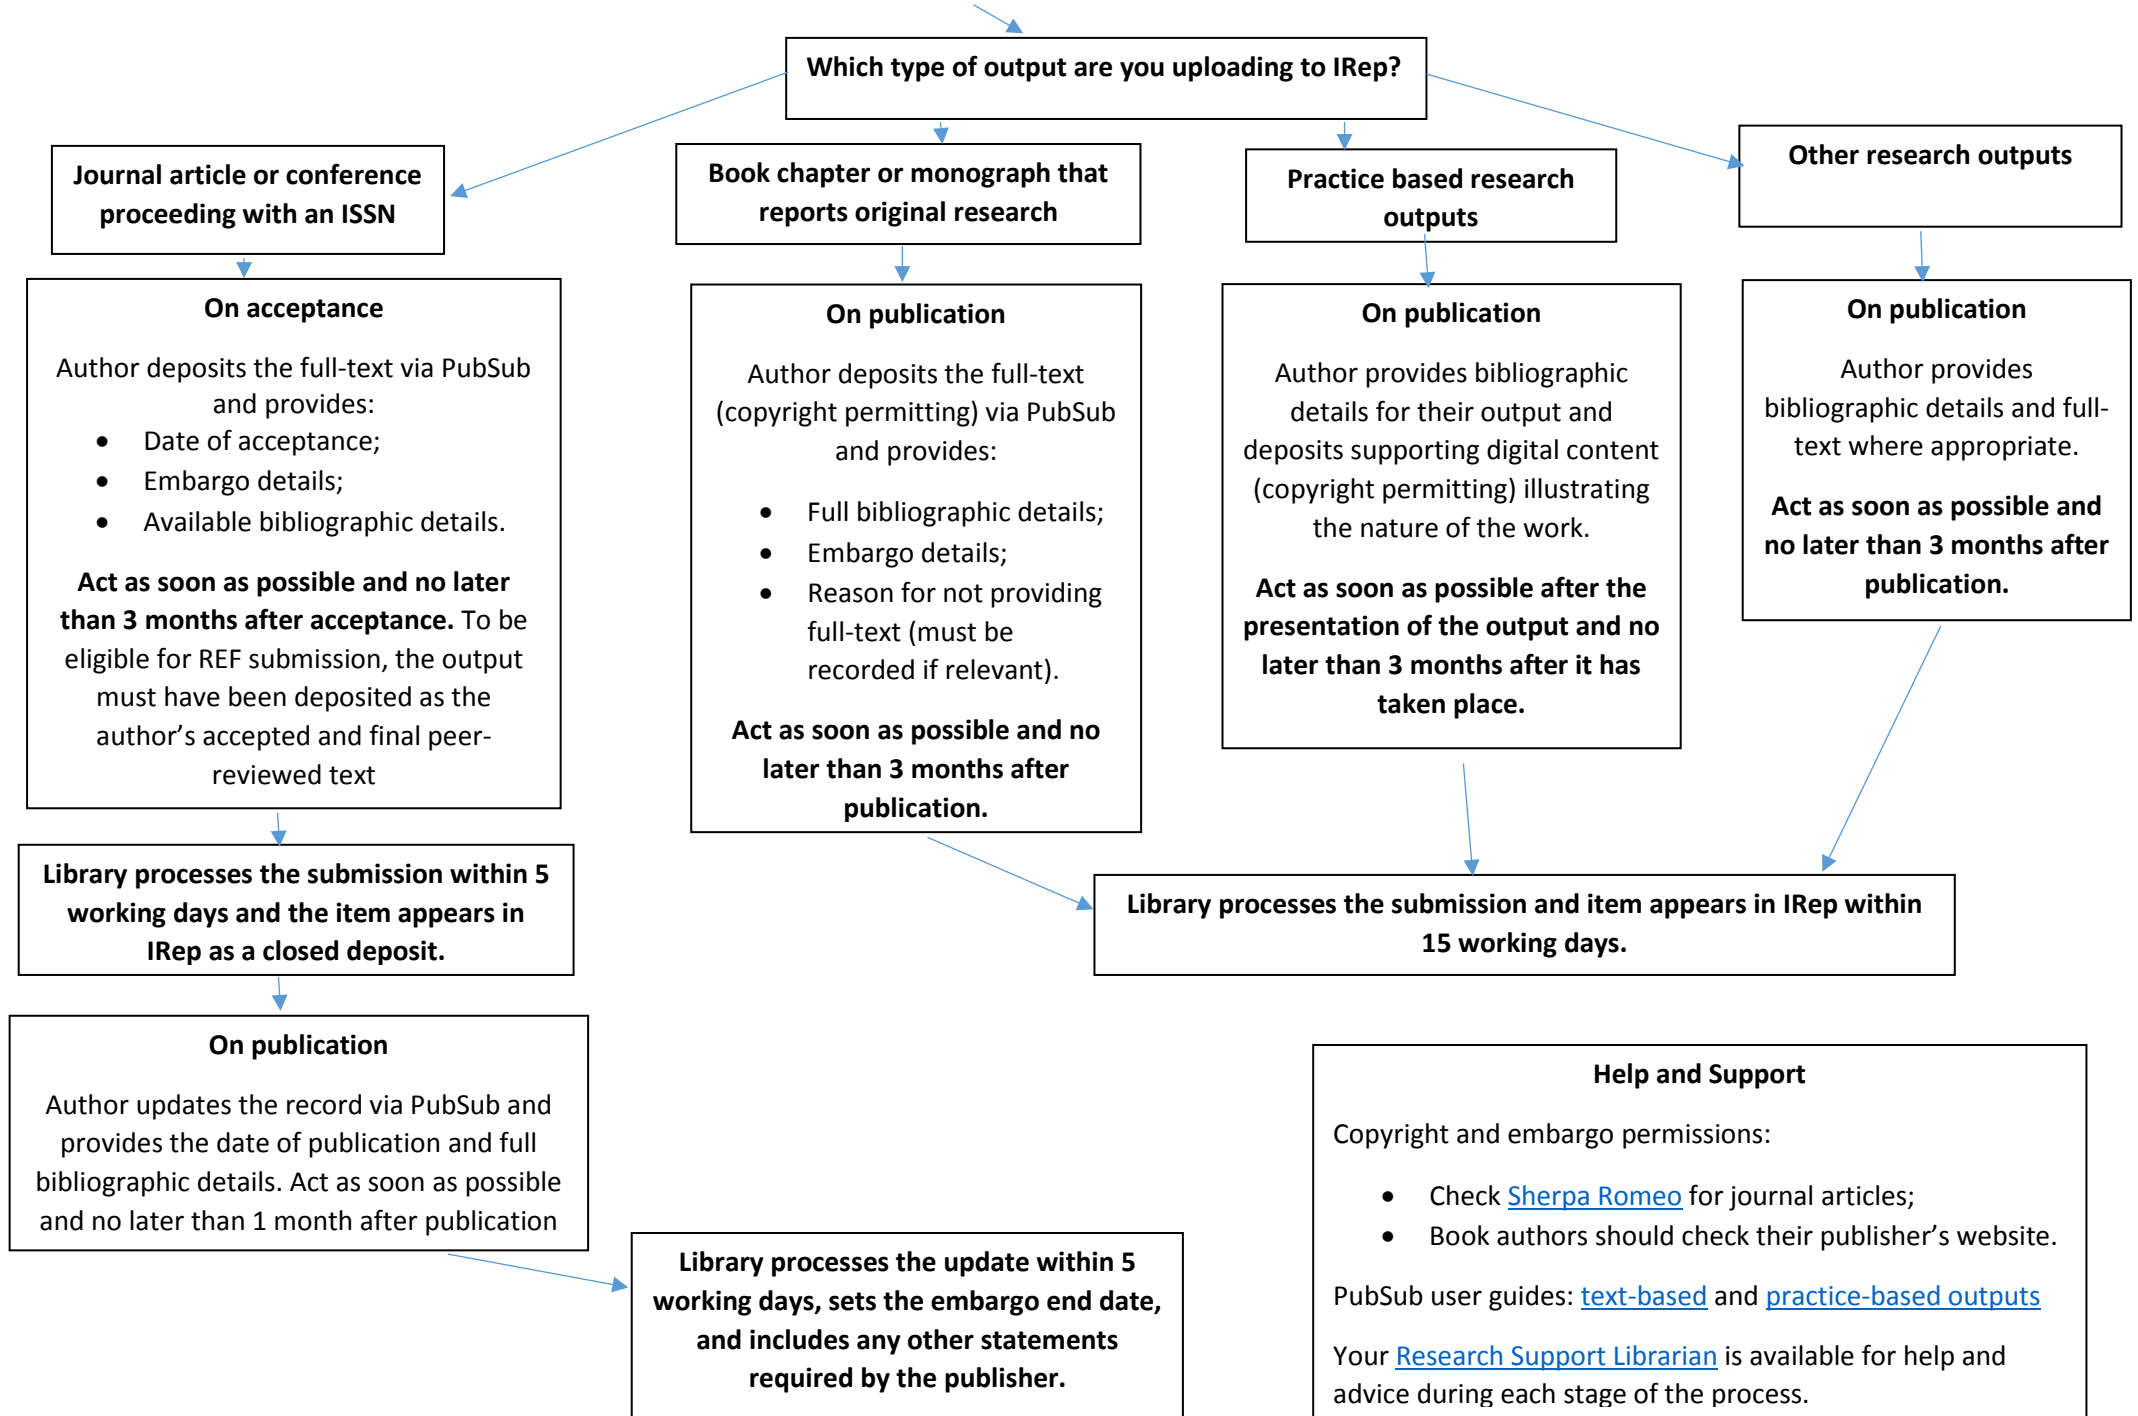 Which type of output are you uploading to IRep?
Journal article or conference
proceeding with an ISSN
Book chapter or monograph that
reports original research
Practice based research
outputs
Other research outputs
On acceptance
Author deposits the full-text via PubSub
and provides:
• Date of acceptance;
• Embargo details;
• Available bibliographic details.
Act as soon as possible and no later
than 3 months after acceptance. To be
eligible for REF submission, the output
must have been deposited as the
author’s accepted and final peer-
reviewed text
On publication
Author deposits the full-text
(copyright permitting) via PubSub
and provides:
• Full bibliographic details;
• Embargo details;
• Reason for not providing
full-text (must be
recorded if relevant).
Act as soon as possible and no
later than 3 months after
publication.
On publication
Author provides bibliographic
details for their output and
deposits supporting digital content
(copyright permitting) illustrating
the nature of the work.
Act as soon as possible after the
presentation of the output and no
later than 3 months after it has
taken place.
On publication
Author provides
bibliographic details and full-
text where appropriate.
Act as soon as possible and
no later than 3 months after
publication.
Library processes the submission within 5
working days and the item appears in
IRep as a closed deposit.
Library processes the submission and item appears in IRep within
15 working days.
On publication
Author updates the record via PubSub and
provides the date of publication and full
bibliographic details. Act as soon as possible
and no later than 1 month after publication
Library processes the update within 5
working days, sets the embargo end date,
and includes any other statements
required by the publisher.
Help and Support
Copyright and embargo permissions:
• Check Sherpa Romeo for journal articles;
• Book authors should check their publisher’s website.
PubSub user guides: text-based and practice-based outputs
Your Research Support Librarian is available for help and
advice during each stage of the process.